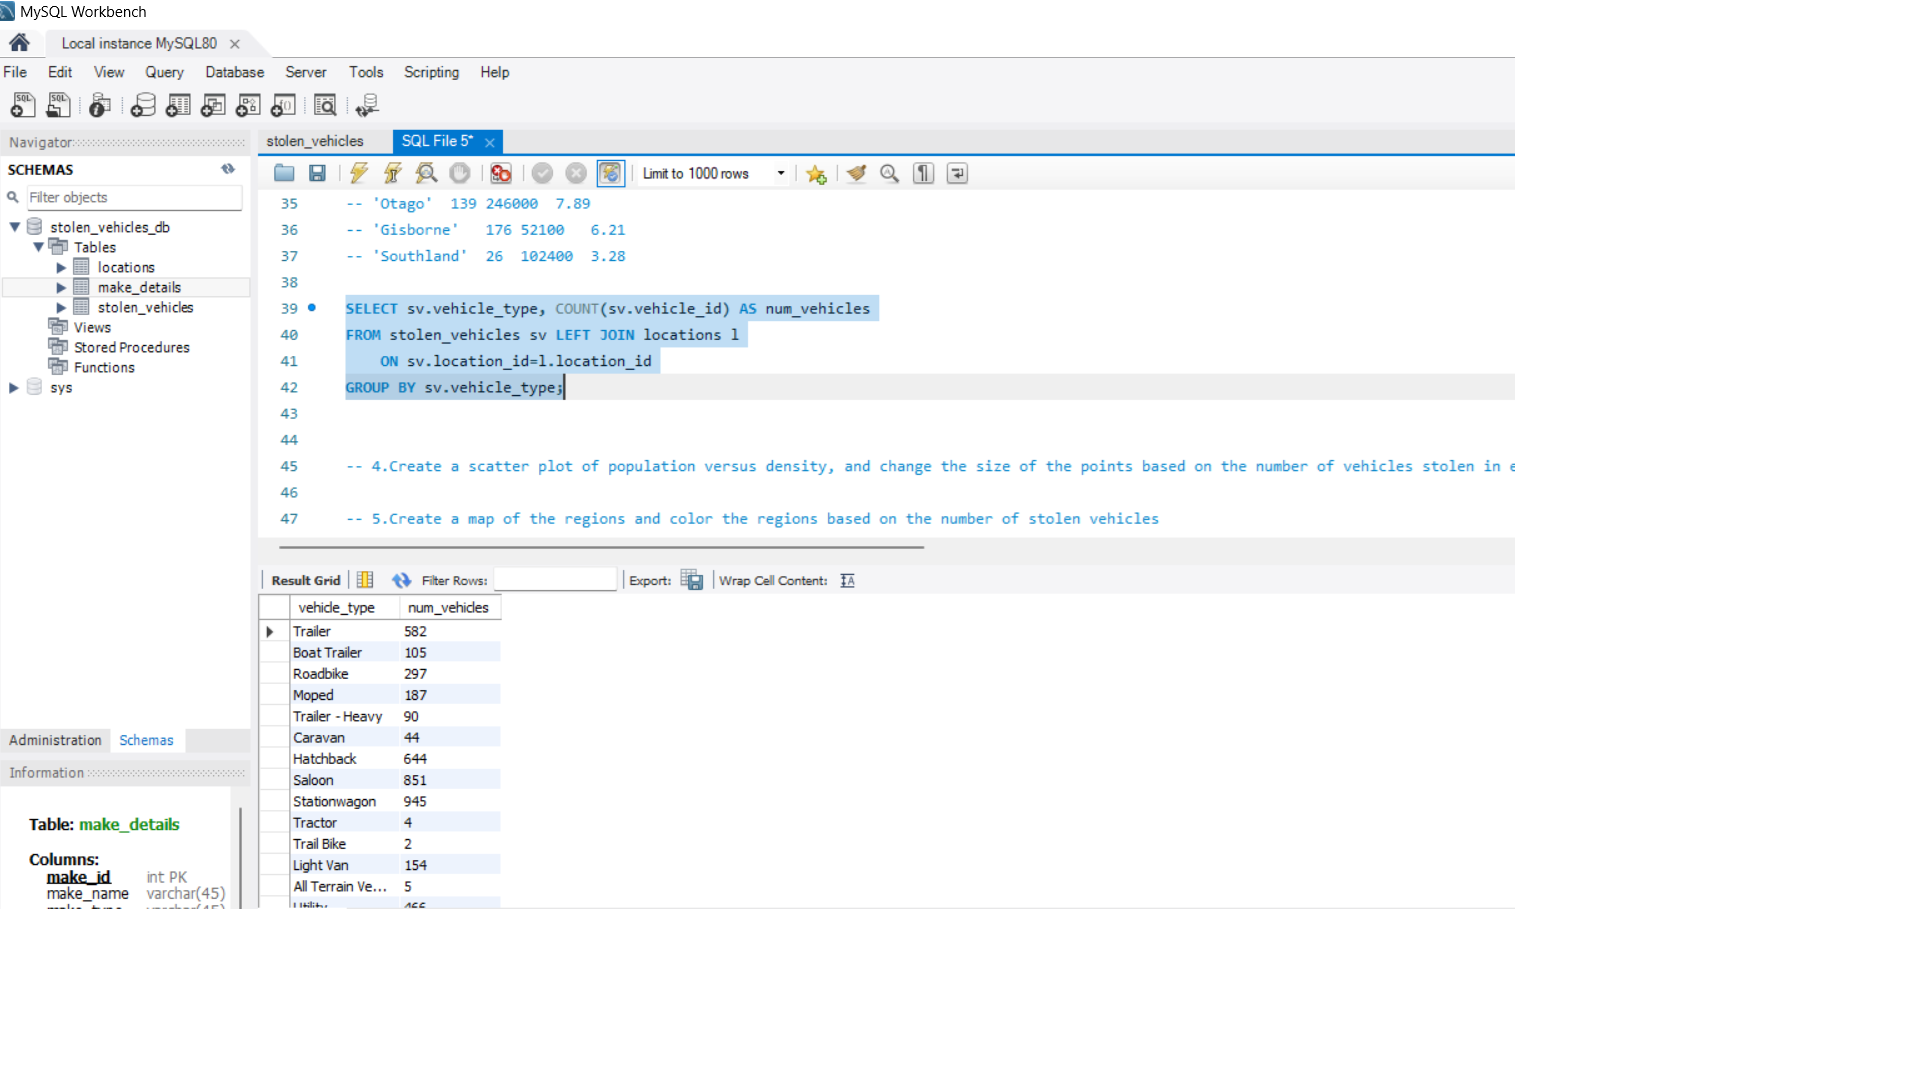 MySQL Workbench
Local instance MySQL80
File Edit View Query Database Server Tools Scripting Help
Navigator
SCHEMAS
Filter objects
stolen_vehicles_db
Tables
locations
make_details
stolen_vehicles
Views
Stored Procedures
Functions
sys
Administration Schemas
Information
Table: make_details
Columns:
make_id int PK
make_name varchar(45)
stolen_vehicles SQL File 5*
Limit to 1000 rows
35 -- 'Otago' 139 246000 7.89
36 -- 'Gisborne' 176 52100 6.21
37 -- 'Southland' 26 102400 3.28
38
39 SELECT sv.vehicle_type, COUNT(sv.vehicle_id) AS num_vehicles
40 FROM stolen_vehicles sv LEFT JOIN locations l
41 ON sv.location_id=l.location_id
42 GROUP BY sv.vehicle_type;
43
44
45 -- 4.Create a scatter plot of population versus density, and change the size of the points based on the number of vehicles stolen in
46
47 -- 5.Create a map of the regions and color the regions based on the number of stolen vehicles
Result Grid Filter Rows: Export: Wrap Cell Content:
vehicle_type num_vehicles
Trailer 582
Boat Trailer 105
Roadbike 297
Moped 187
Trailer - Heavy 90
Caravan 44
Hatchback 644
Saloon 851
Stationwagon 945
Tractor 4
Trail Bike 2
Light Van 154
All Terrain Ve... 5
Utility 466